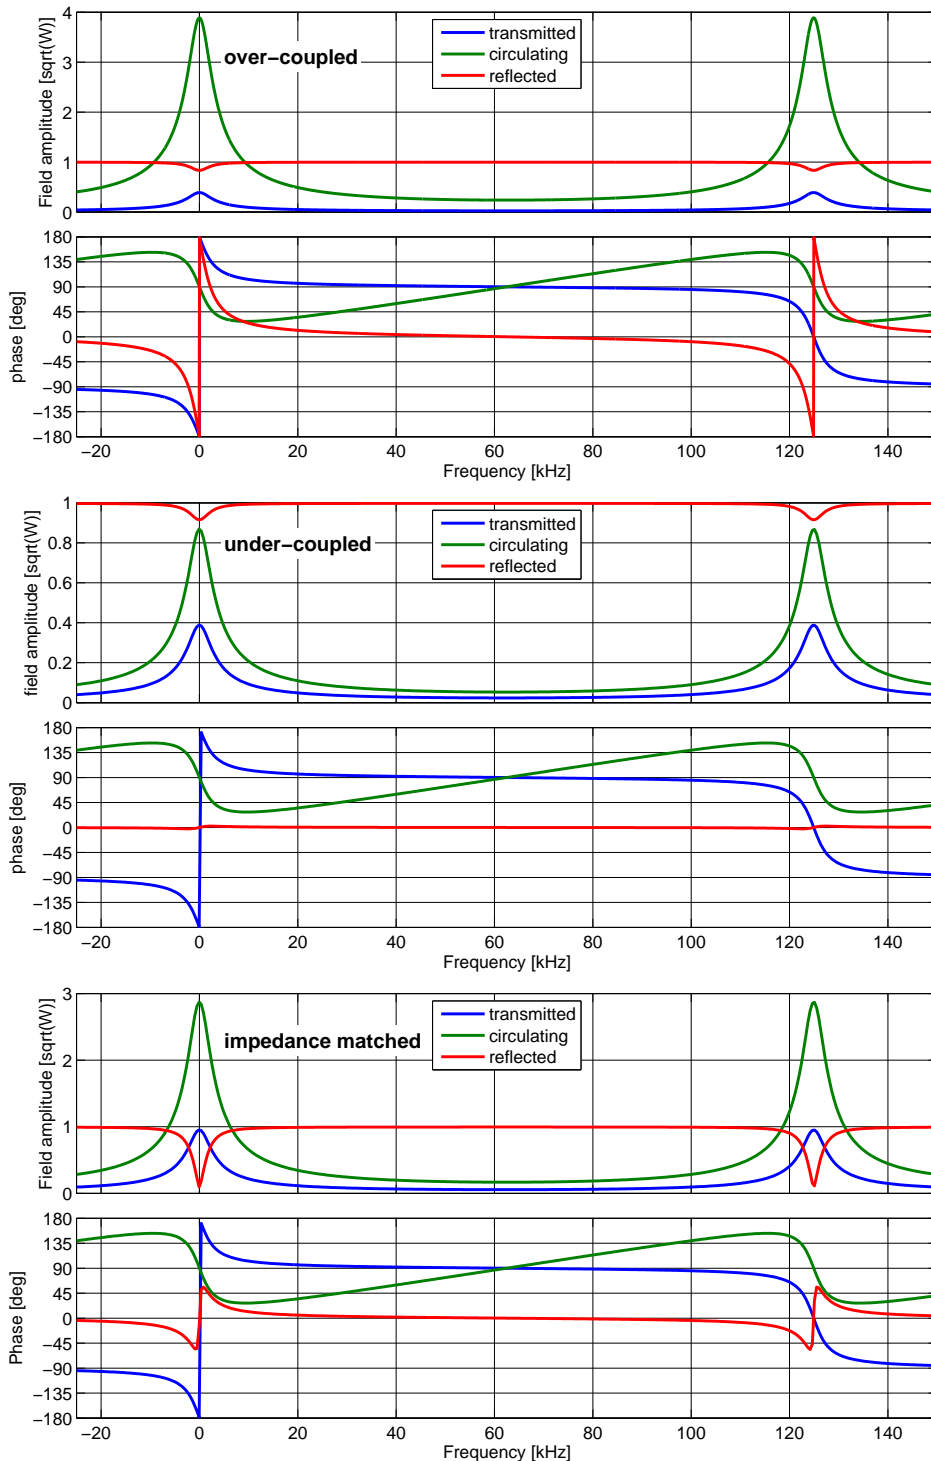 Field amplitude [sqrt(W)]
4
3
2
1
0
over−coupled
transmitted
circulating
reflected
phase [deg]
180
135
90
45
0
−45
−90
−135
−180
−20 0 20 40 60 80 100 120 140
Frequency [kHz]
field amplitude [sqrt(W)]
1
0.8
0.6
0.4
0.2
0
under−coupled
transmitted
circulating
reflected
phase [deg]
180
135
90
45
0
−45
−90
−135
−180
−20 0 20 40 60 80 100 120 140
Frequency [kHz]
Field amplitude [sqrt(W)]
3
2
1
0
impedance matched
transmitted
circulating
reflected
Phase [deg]
180
135
90
45
0
−45
−90
−135
−180
−20 0 20 40 60 80 100 120 140
Frequency [kHz]